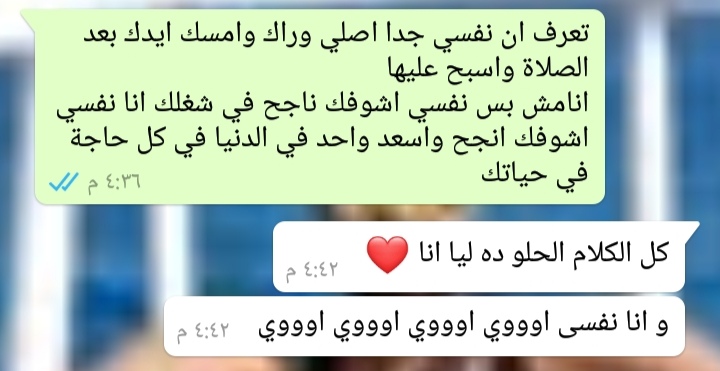 تعرف ان نفسي جدا اصلي وراك وامسك ايدك بعد
الصلاة واسبح عليها
انامش بس نفسي اشوفك ناجح في شغلك انا نفسي
اشوفك انجح واسعد واحد في الدنيا في كل حاجة
في حياتك
٤:٣٦ م
كل الكلام الحلو ده ليا انا ❤️
٤:٤٢ م
و انا نفسى اوووي اوووي اوووي اوووي
٤:٤٢ م